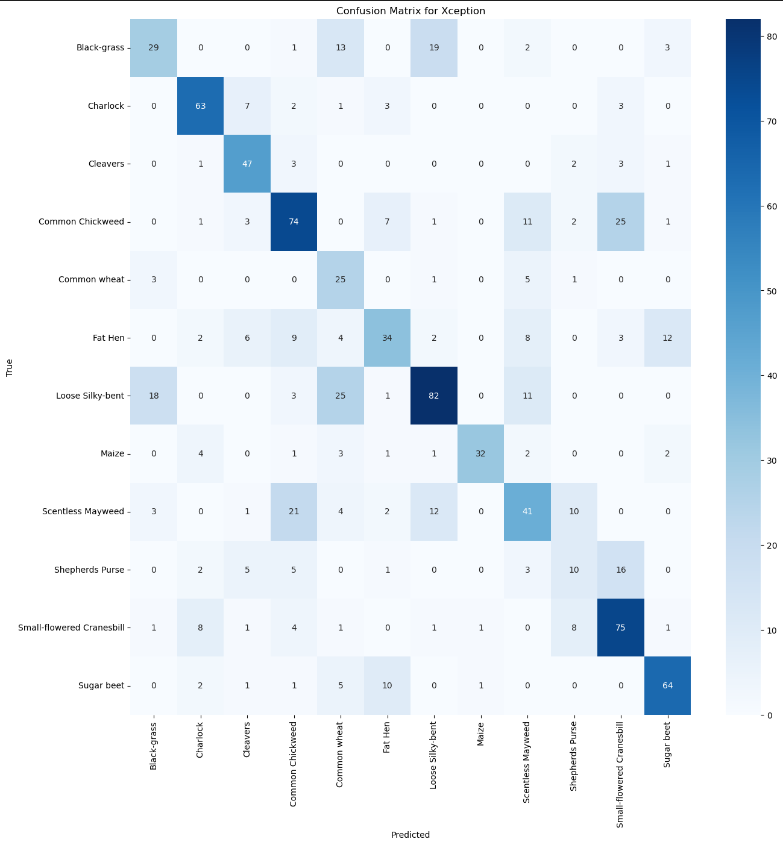 Confusion Matrix for Xception
Black-grass 29 0 0 1 13 0 19 0 2 0 0 3
Charlock 0 63 7 2 1 3 0 0 0 0 3 0
Cleavers 0 1 47 3 0 0 0 0 0 2 3 1
Common Chickweed 0 1 3 74 0 7 1 0 11 2 25 1
Common wheat 3 0 0 0 25 0 1 0 5 1 0 0
Fat Hen 0 2 6 9 4 34 2 0 8 0 3 12
Loose Silky-bent 18 0 0 3 25 1 82 0 11 0 0 0
Maize 0 4 0 1 3 1 1 32 2 0 0 2
Scentless Mayweed 3 0 1 21 4 2 12 0 41 10 0 0
Shepherds Purse 0 2 5 5 0 1 0 0 3 10 16 0
Small-flowered Cranesbill 1 8 1 4 1 0 1 1 0 8 75 1
Sugar beet 0 2 1 1 5 10 0 1 0 0 0 64
True
Black-grass
Charlock
Cleavers
Common Chickweed
Common wheat
Fat Hen
Loose Silky-bent
Maize
Scentless Mayweed
Shepherds Purse
Small-flowered Cranesbill
Sugar beet
Predicted
80
70
60
50
40
30
20
10
0